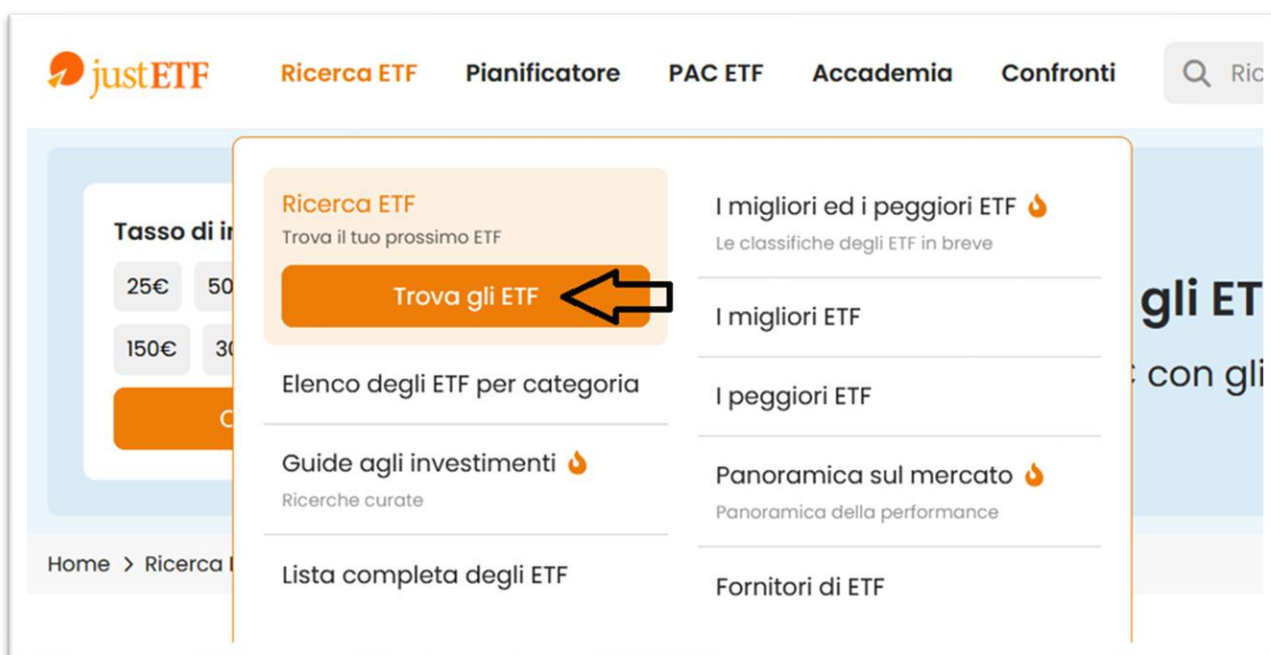 justETF
Ricerca ETF
Pianificatore
PAC ETF
Accademia
Confronti
Ric
Tasso di in
25€
50
150€
30
Ricerca ETF
Trova il tuo prossimo ETF
Trova gli ETF
Elenco degli ETF per categoria
Guide agli investimenti
Ricerche curate
Lista completa degli ETF
I migliori ed i peggiori ETF
Le classifiche degli ETF in breve
I migliori ETF
I peggiori ETF
Panoramica sul mercato
Panoramica della performance
Fornitori di ETF
gli ET
con gli
Home > Ricerca